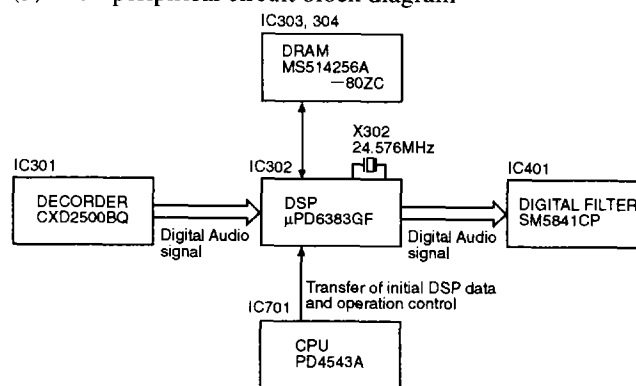 peripheral circuit block diagram
IC303, 304
DRAM
MS514256A
—80ZC
X302
24.576MHz
IC301
DECORDER
CXD2500BQ
Digital Audio
signal
IC302
DSP
μPD6383GF
Digital Audio
signal
IC401
DIGITAL FILTER
SM5841CP
Transfer of initial DSP data
and operation control
IC701
CPU
PD4543A